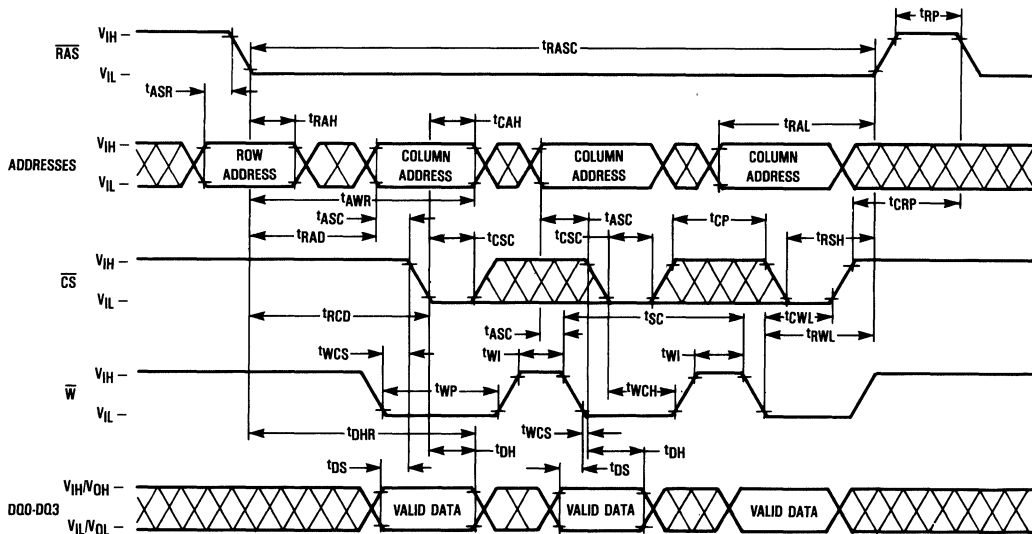 VIH
tRP
RAS
tRASC
VIL
tASR
tRAH
tCAH
tRAL
VIH
ADDRESSES
ROW ADDRESS
COLUMN ADDRESS
COLUMN ADDRESS
COLUMN ADDRESS
VIL
tAWR
tCRP
tASC
tASC
tRAD
tCSC
tCSC
tCP
tRSH
VIH
CS
VIL
tRCD
tSC
tCWL
tASC
tRWL
tWCS
tWI
tWI
VIH
W
tWP
tWCH
VIL
tWCS
tDHR
tDH
tDH
tDS
tDS
VIH/VOH
DQ0-DQ3
VALID DATA
VALID DATA
VALID DATA
VIL/VOL